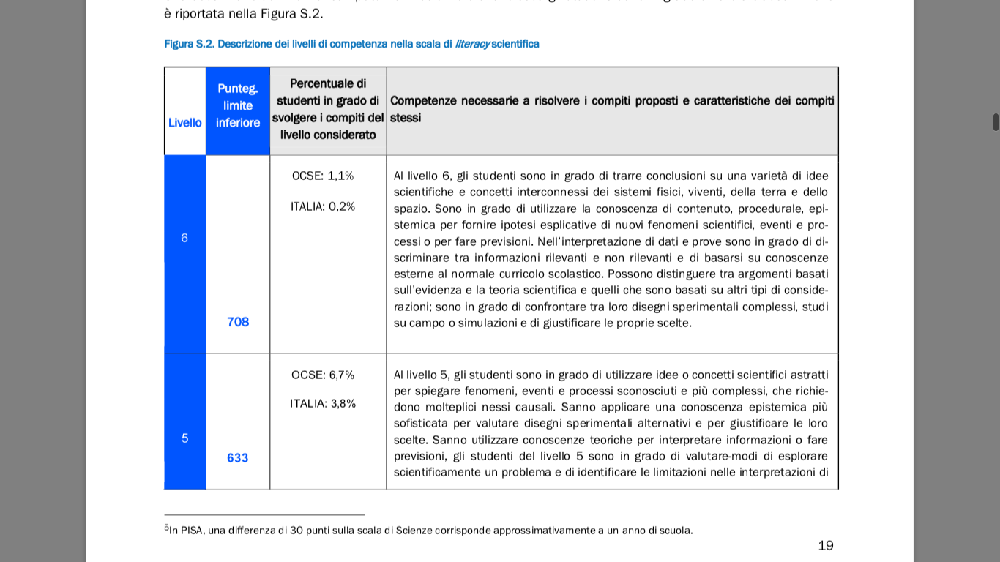 è riportata nella Figura S.2.
Figura S.2. Descrizione dei livelli di competenza nella scala di literacy scientifica
Livello
Punteg.
limite
inferiore
Percentuale di
studenti in grado di
svolgere i compiti del
livello considerato
Competenze necessarie a risolvere i compiti proposti e caratteristiche dei compiti
stessi
6
708
OCSE: 1,1%
ITALIA: 0,2%
Al livello 6, gli studenti sono in grado di trarre conclusioni su una varietà di idee
scientifiche e concetti interconnessi dei sistemi fisici, viventi, della terra e dello
spazio. Sono in grado di utilizzare la conoscenza di contenuto, procedurale, epi-
stemica per fornire ipotesi esplicative di nuovi fenomeni scientifici, eventi e pro-
cessi o per fare previsioni. Nell'interpretazione di dati e prove sono in grado di di-
scriminare tra informazioni rilevanti e non rilevanti e di basarsi su conoscenze
esterne al normale curricolo scolastico. Possono distinguere tra argomenti basati
sull'evidenza e la teoria scientifica e quelli che sono basati su altri tipi di conside-
razioni; sono in grado di confrontare tra loro disegni sperimentali complessi, studi
su campo o simulazioni e di giustificare le proprie scelte.
5
633
OCSE: 6,7%
ITALIA: 3,8%
Al livello 5, gli studenti sono in grado di utilizzare idee o concetti scientifici astratti
per spiegare fenomeni, eventi e processi sconosciuti e più complessi, che richie-
dono molteplici nessi causali. Sanno applicare una conoscenza epistemica più
sofisticata per valutare disegni sperimentali alternativi e per giustificare le loro
scelte. Sanno utilizzare conoscenze teoriche per interpretare informazioni o fare
previsioni, gli studenti del livello 5 sono in grado di valutare-modi di esplorare
scientificamente un problema e di identificare le limitazioni nelle interpretazioni di
5In PISA, una differenza di 30 punti sulla scala di Scienze corrisponde approssimativamente a un anno di scuola.
19